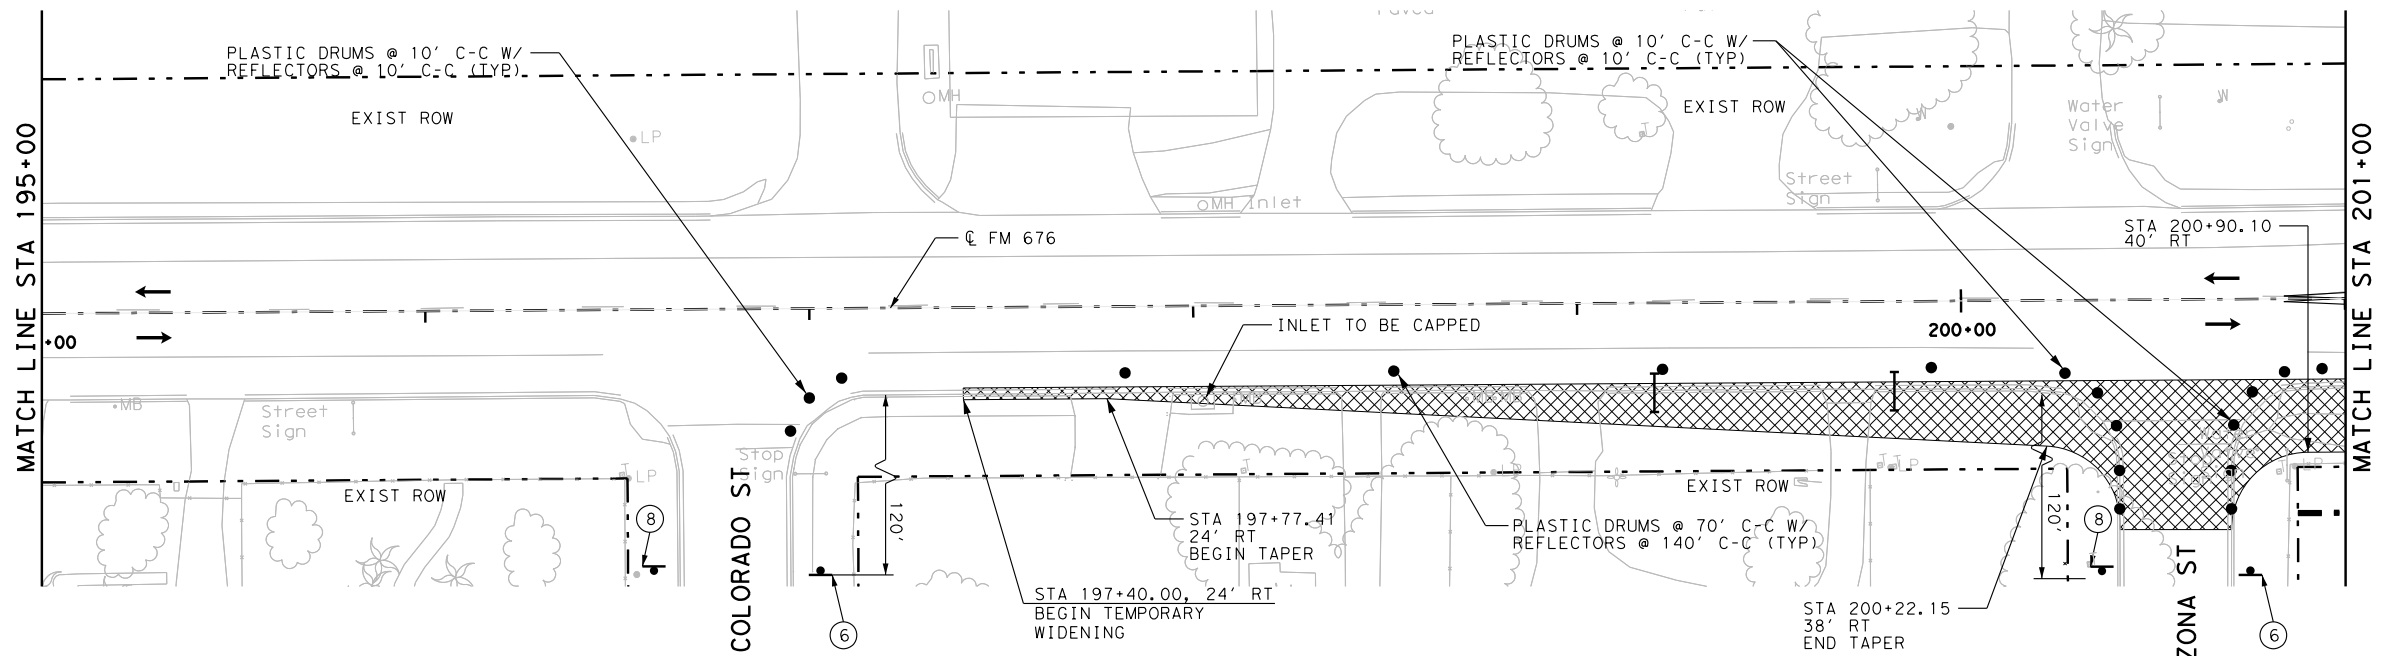 Paved
PLASTIC DRUMS @ 10' C-C W/
REFLECTORS @ 10' C-C (TYP)
PLASTIC DRUMS @ 10' C-C W/
REFLECTORS @ 10' C-C (TYP)
MH
EXIST ROW
EXIST ROW
LP
T
W
W
Water
Valve
Sign
Street
Sign
MH Inlet
STA 200+90.10
40' RT
℄ FM 676
MATCH LINE STA 195+00
MATCH LINE STA 201+00
INLET TO BE CAPPED
+00
200+00
MB
Street
Sign
Stop
Sign
T
LP
EXIST ROW
EXIST ROW
8
120'
COLORADO ST
STA 197+77.41
24' RT
BEGIN TAPER
PLASTIC DRUMS @ 70' C-C W/
REFLECTORS @ 140' C-C (TYP)
120'
8
ZONA ST
STA 197+40.00, 24' RT
BEGIN TEMPORARY
WIDENING
6
STA 200+22.15
38' RT
END TAPER
6